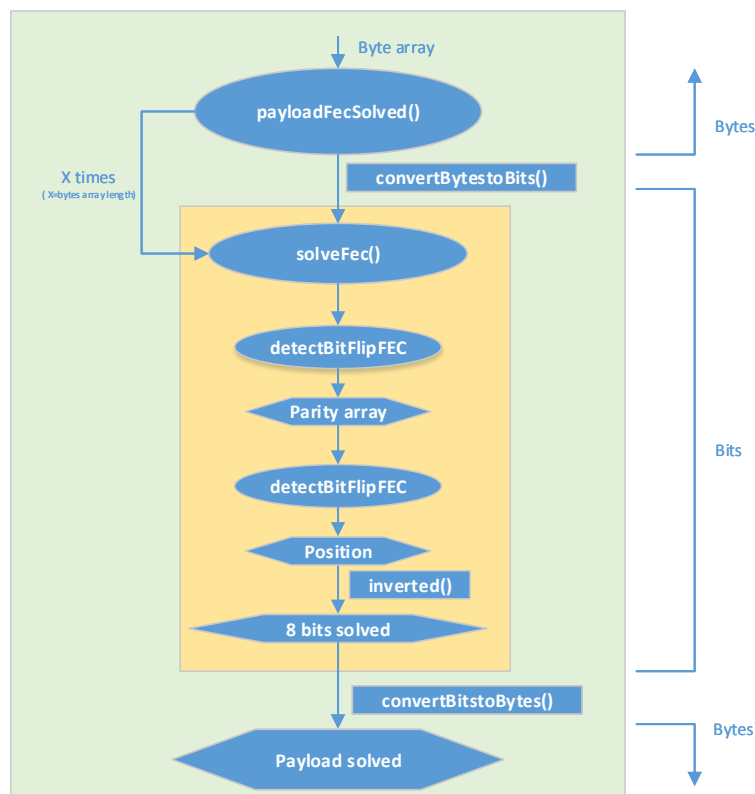 Byte array
payloadFecSolved()
Bytes
X times
( X=bytes array length)
convertBytestoBits()
solveFec()
detectBitFlipFEC
Parity array
Bits
detectBitFlipFEC
Position
inverted()
8 bits solved
convertBitstoBytes()
Bytes
Payload solved